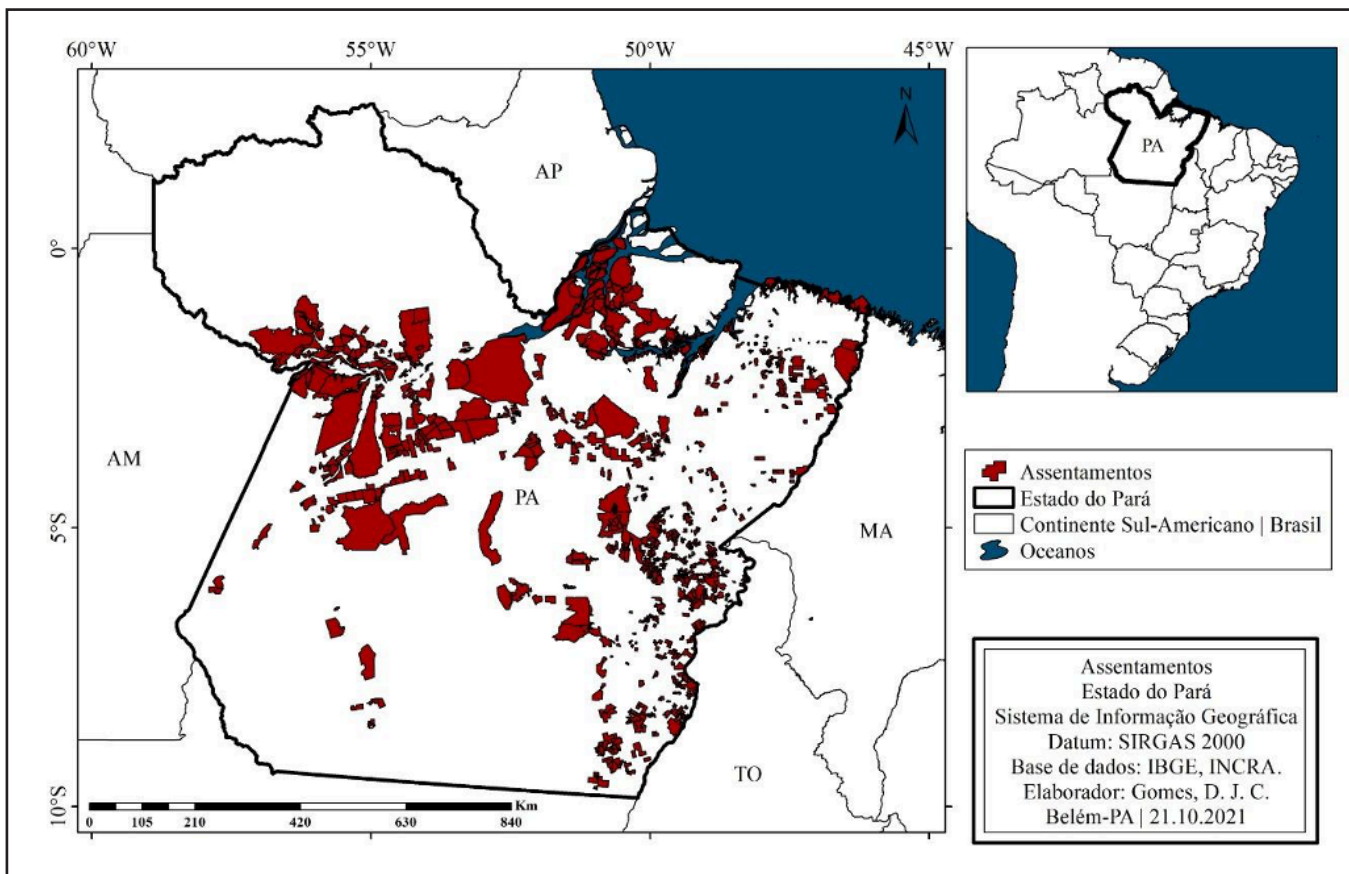 60°W 55°W 50°W 45°W
N
AP
PA
0°
AM
PA
5°S
MA
TO
10°S
Km
0 105 210 420 630 840
Assentamentos
Estado do Pará
Continente Sul-Americano | Brasil
Oceanos
Assentamentos
Estado do Pará
Sistema de Informação Geográfica
Datum: SIRGAS 2000
Base de dados: IBGE, INCRA.
Elaborador: Gomes, D. J. C.
Belém-PA | 21.10.2021